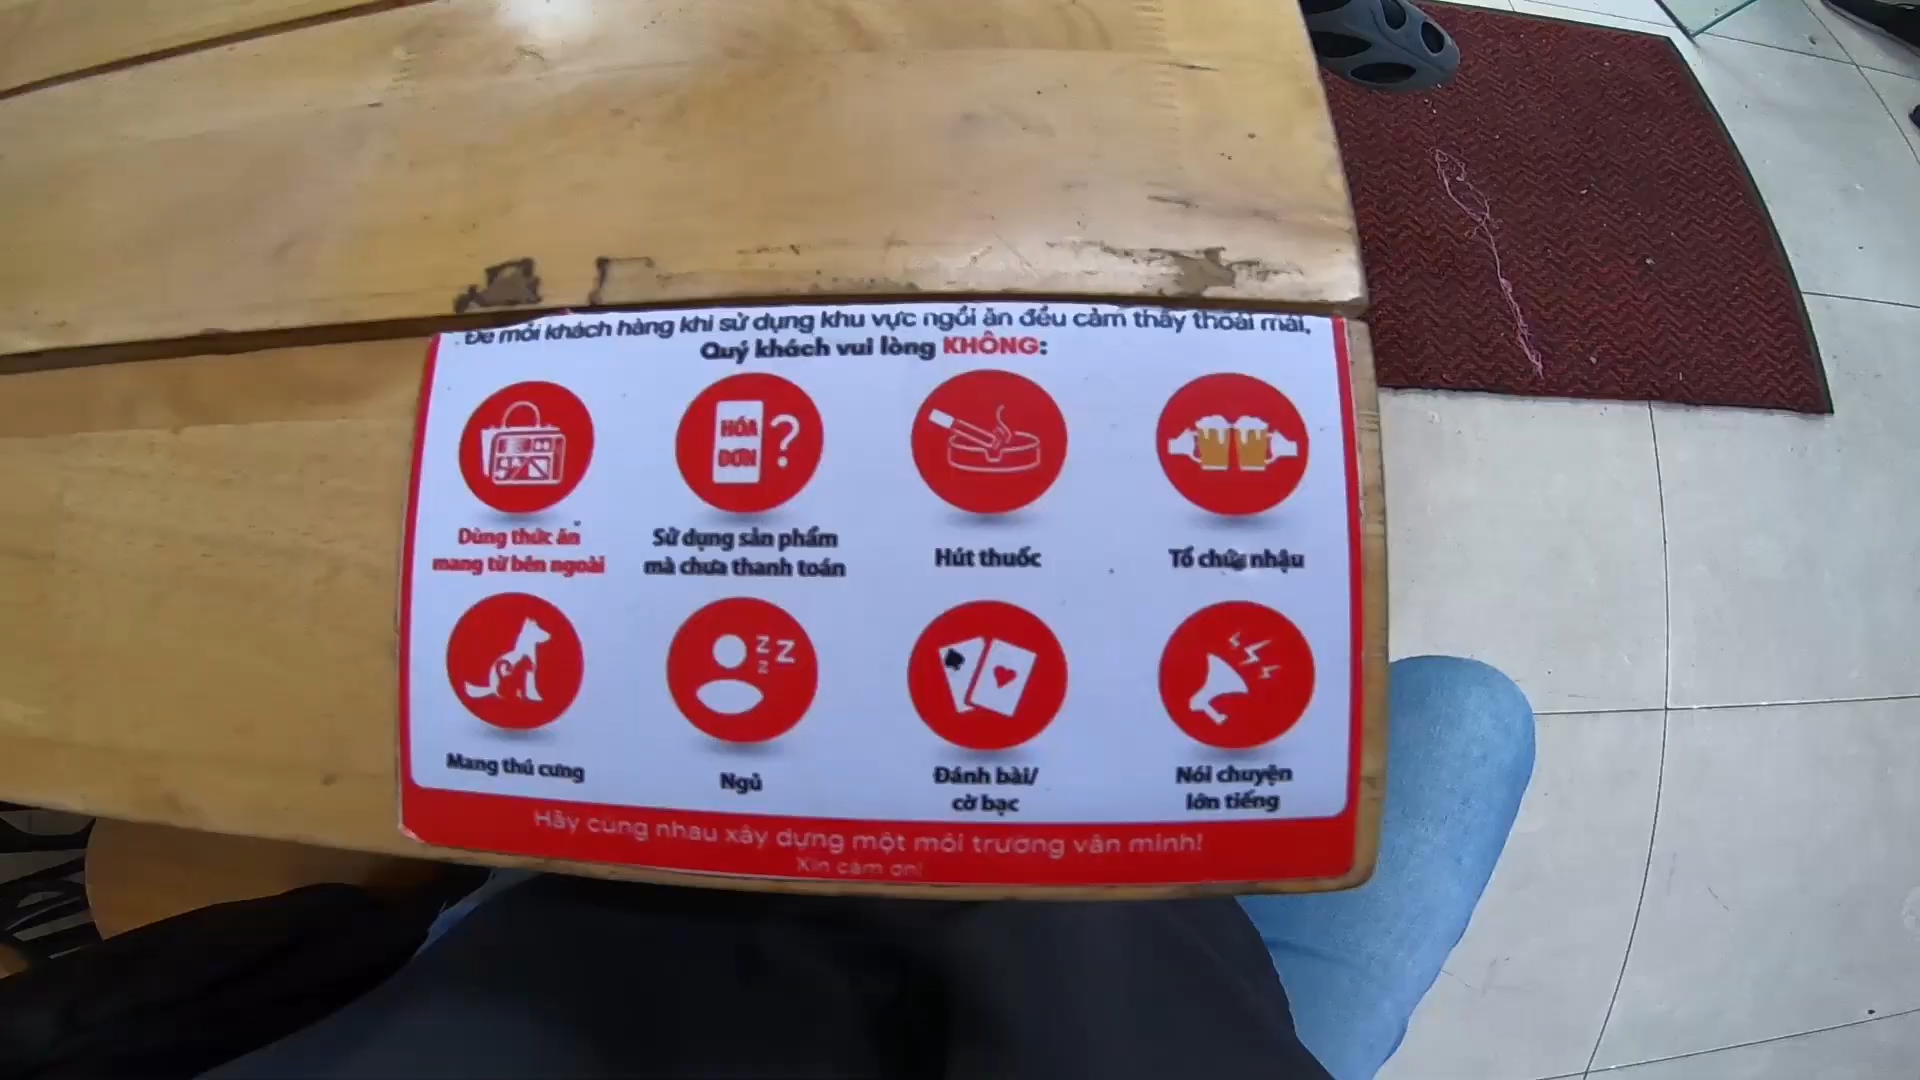 Để mỗi khách hàng khi sử dụng khu vực ngồi ăn đều cảm thấy thoải mái,
Quý khách vui lòng KHÔNG:
HÓA
ĐƠN
?
Dùng thức ăn
mang từ bên ngoài
Sử dụng sản phẩm
mà chưa thanh toán
Hút thuốc
Tổ chức nhậu
z z
z
Mang thú cưng
Ngủ
Đánh bài/
cờ bạc
Nói chuyện
lớn tiếng
Hãy cùng nhau xây dựng một môi trường văn minh!
Xin cảm ơn!